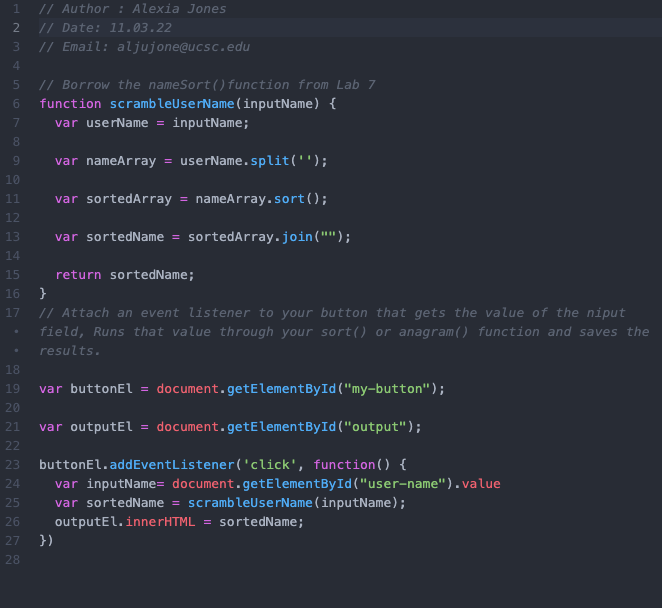 1 // Author : Alexia Jones
2 // Date: 11.03.22
3 // Email: aljujone@ucsc.edu
4
5 // Borrow the nameSort()function from Lab 7
6 function scrambleUserName(inputName) {
7   var userName = inputName;
8
9   var nameArray = userName.split('');
10
11   var sortedArray = nameArray.sort();
12
13   var sortedName = sortedArray.join("");
14
15   return sortedName;
16 }
17 // Attach an event listener to your button that gets the value of the niput
• field, Runs that value through your sort() or anagram() function and saves the
• results.
18
19 var buttonEl = document.getElementById("my-button");
20
21 var outputEl = document.getElementById("output");
22
23 buttonEl.addEventListener('click', function() {
24   var inputName= document.getElementById("user-name").value
25   var sortedName = scrambleUserName(inputName);
26   outputEl.innerHTML = sortedName;
27 })
28